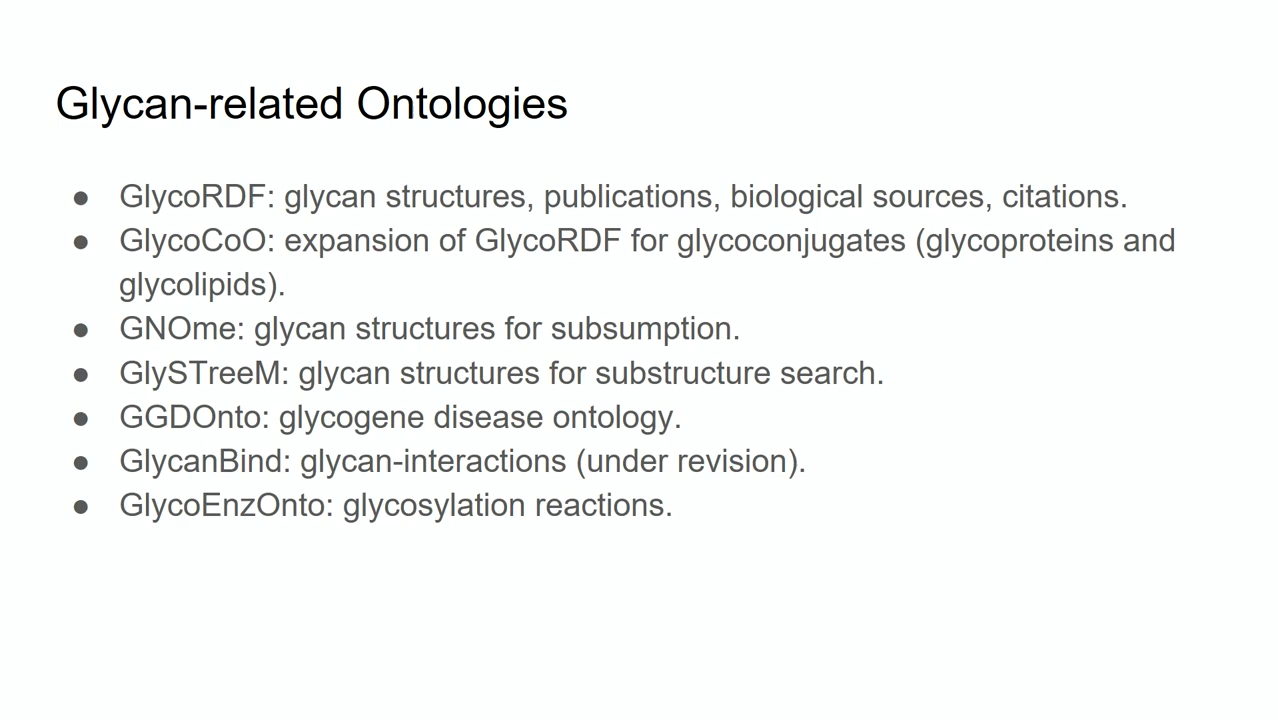 Glycan-related Ontologies
● GlycoRDF: glycan structures, publications, biological sources, citations.
● GlycoCoO: expansion of GlycoRDF for glycoconjugates (glycoproteins and
glycolipids).
● GNOme: glycan structures for subsumption.
● GlySTreeM: glycan structures for substructure search.
● GGDOnto: glycogene disease ontology.
● GlycanBind: glycan-interactions (under revision).
● GlycoEnzOnto: glycosylation reactions.